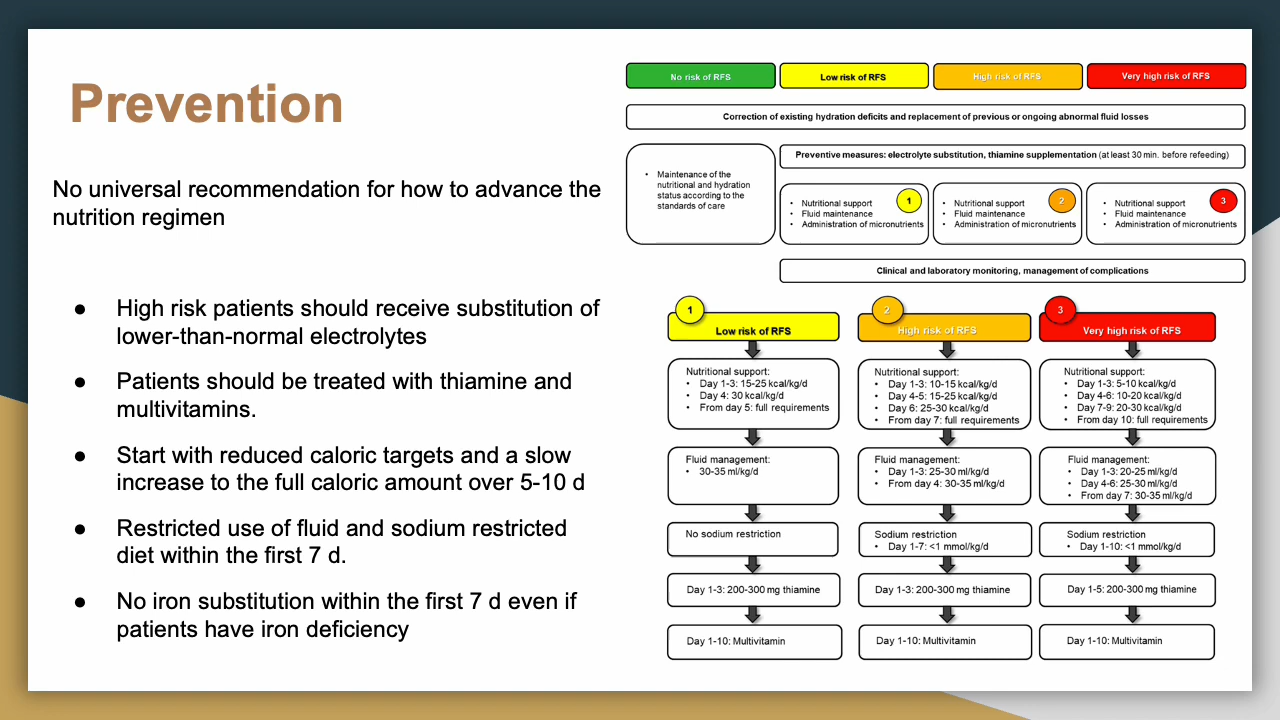 Prevention
No universal recommendation for how to advance the
nutrition regimen
● High risk patients should receive substitution of
lower-than-normal electrolytes
● Patients should be treated with thiamine and
multivitamins.
● Start with reduced caloric targets and a slow
increase to the full caloric amount over 5-10 d
● Restricted use of fluid and sodium restricted
diet within the first 7 d.
● No iron substitution within the first 7 d even if
patients have iron deficiency
No risk of RFS
Low risk of RFS
High risk of RFS
Very high risk of RFS
Correction of existing hydration deficits and replacement of previous or ongoing abnormal fluid losses
• Maintenance of the
nutritional and hydration
status according to the
standards of care
Preventive measures: electrolyte substitution, thiamine supplementation (at least 30 min. before refeeding)
1
• Nutritional support
• Fluid maintenance
• Administration of micronutrients
2
• Nutritional support
• Fluid maintenance
• Administration of micronutrients
3
• Nutritional support
• Fluid maintenance
• Administration of micronutrients
Clinical and laboratory monitoring, management of complications
1
Low risk of RFS
Nutritional support:
• Day 1-3: 15-25 kcal/kg/d
• Day 4: 30 kcal/kg/d
• From day 5: full requirements
Fluid management:
• 30-35 ml/kg/d
No sodium restriction
Day 1-3: 200-300 mg thiamine
Day 1-10: Multivitamin
2
High risk of RFS
Nutritional support:
• Day 1-3: 10-15 kcal/kg/d
• Day 4-5: 15-25 kcal/kg/d
• Day 6: 25-30 kcal/kg/d
• From day 7: full requirements
Fluid management:
• Day 1-3: 25-30 ml/kg/d
• From day 4: 30-35 ml/kg/d
Sodium restriction
• Day 1-7: <1 mmol/kg/d
Day 1-3: 200-300 mg thiamine
Day 1-10: Multivitamin
3
Very high risk of RFS
Nutritional support:
• Day 1-3: 5-10 kcal/kg/d
• Day 4-6: 10-20 kcal/kg/d
• Day 7-9: 20-30 kcal/kg/d
• From day 10: full requirements
Fluid management:
• Day 1-3: 20-25 ml/kg/d
• Day 4-6: 25-30 ml/kg/d
• From day 7: 30-35 ml/kg/d
Sodium restriction
• Day 1-10: <1 mmol/kg/d
Day 1-5: 200-300 mg thiamine
Day 1-10: Multivitamin